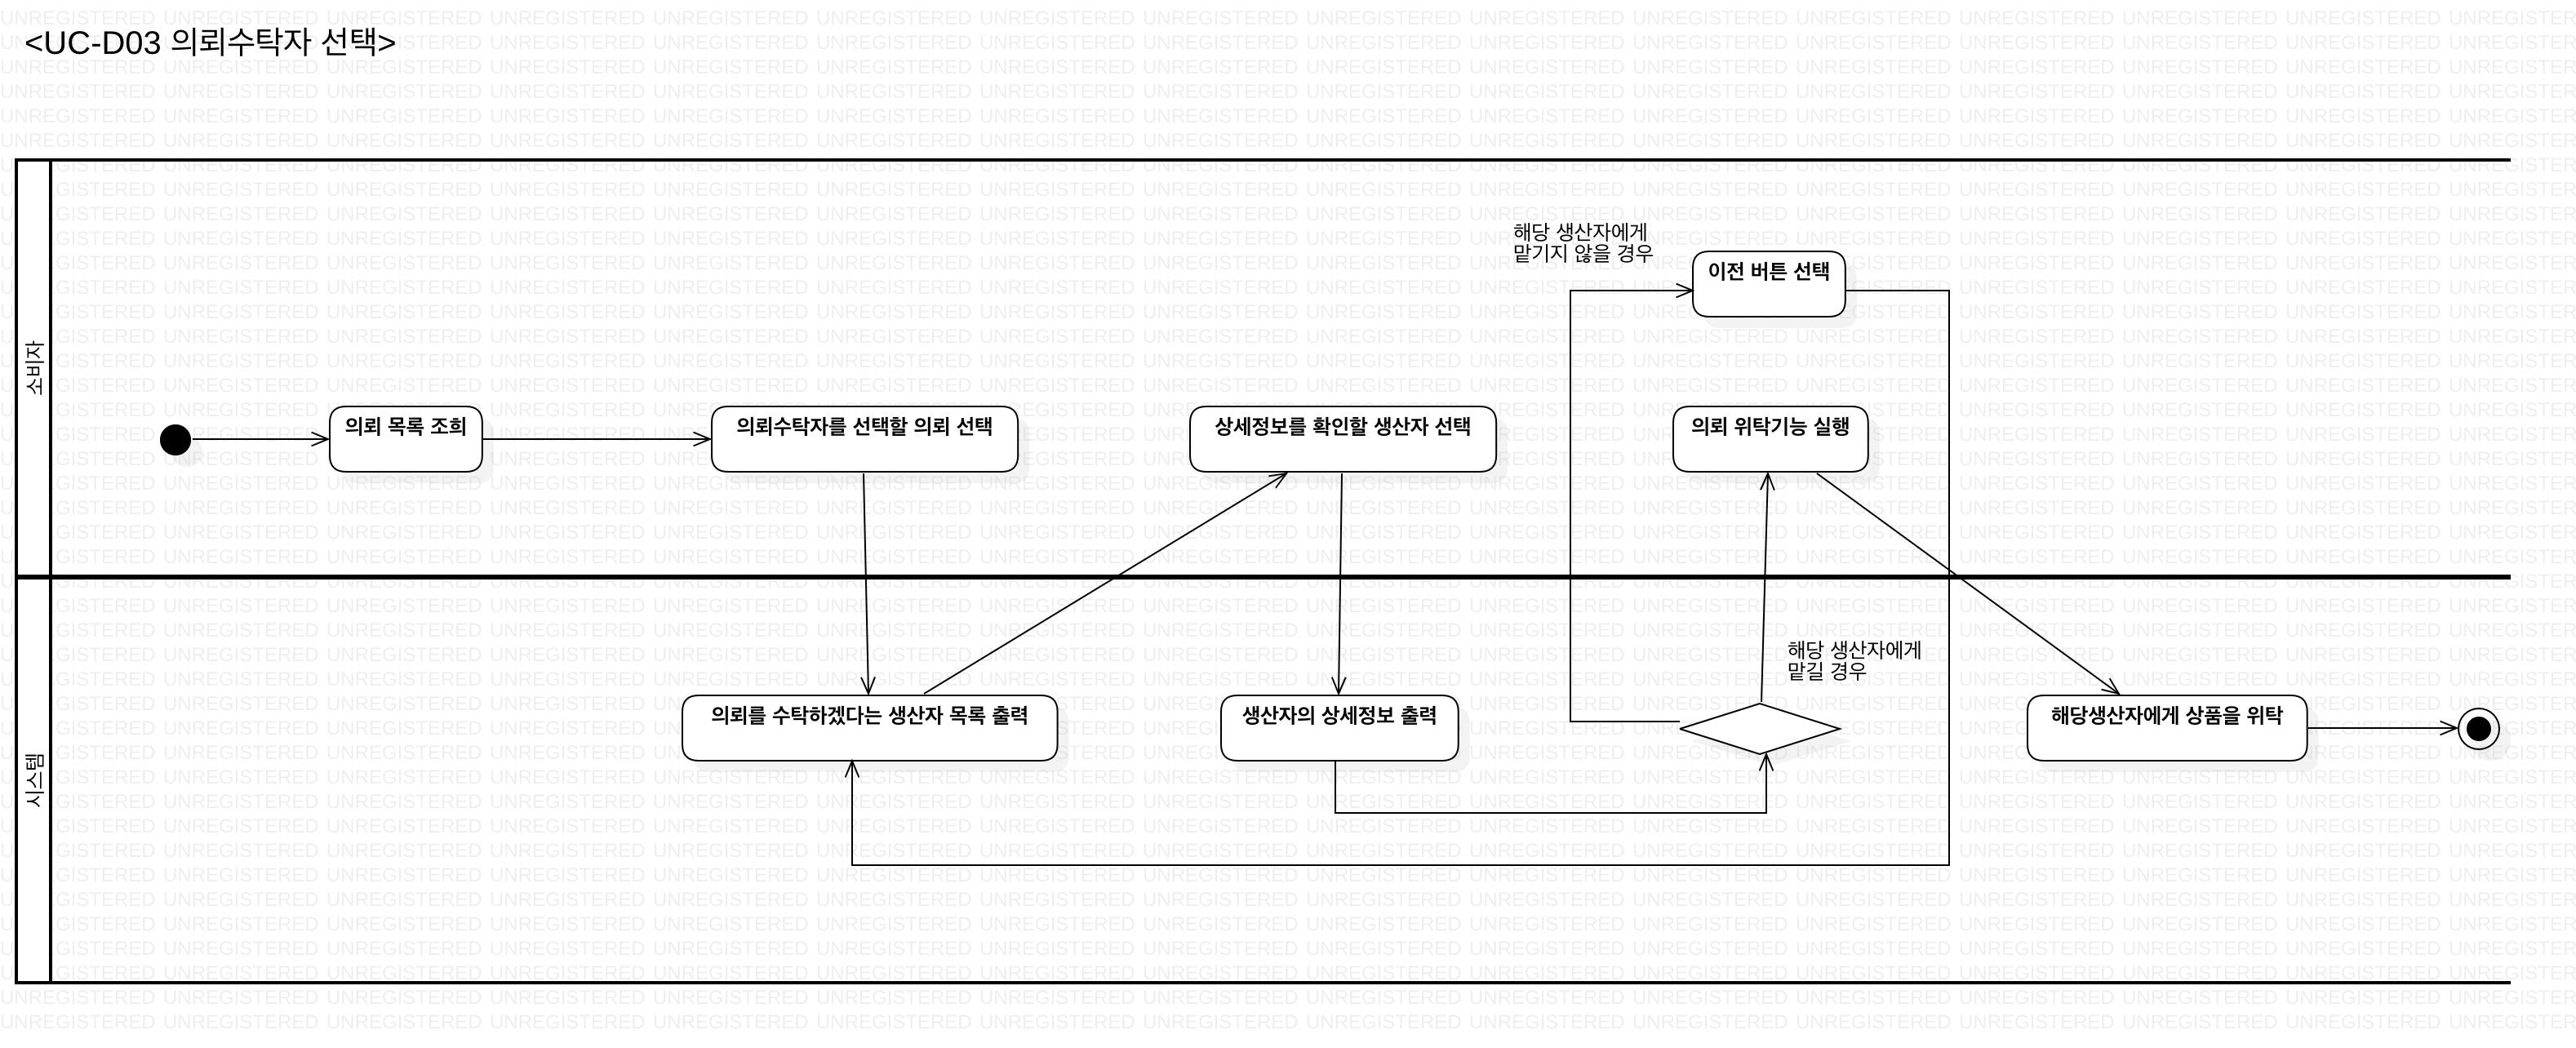 <UC-D03 의뢰수탁자 선택>
소비자
해당 생산자에게
맡기지 않을 경우
이전 버튼 선택
의뢰 목록 조희
의뢰수탁자를 선택할 의뢰 선택
상세정보를 확인할 생산자 선택
의뢰 위탁기능 실행
시스템
해당 생산자에게
맡길 경우
의뢰를 수탁하겠다는 생산자 목록 출력
생산자의 상세정보 출력
해당생산자에게 상품을 위탁